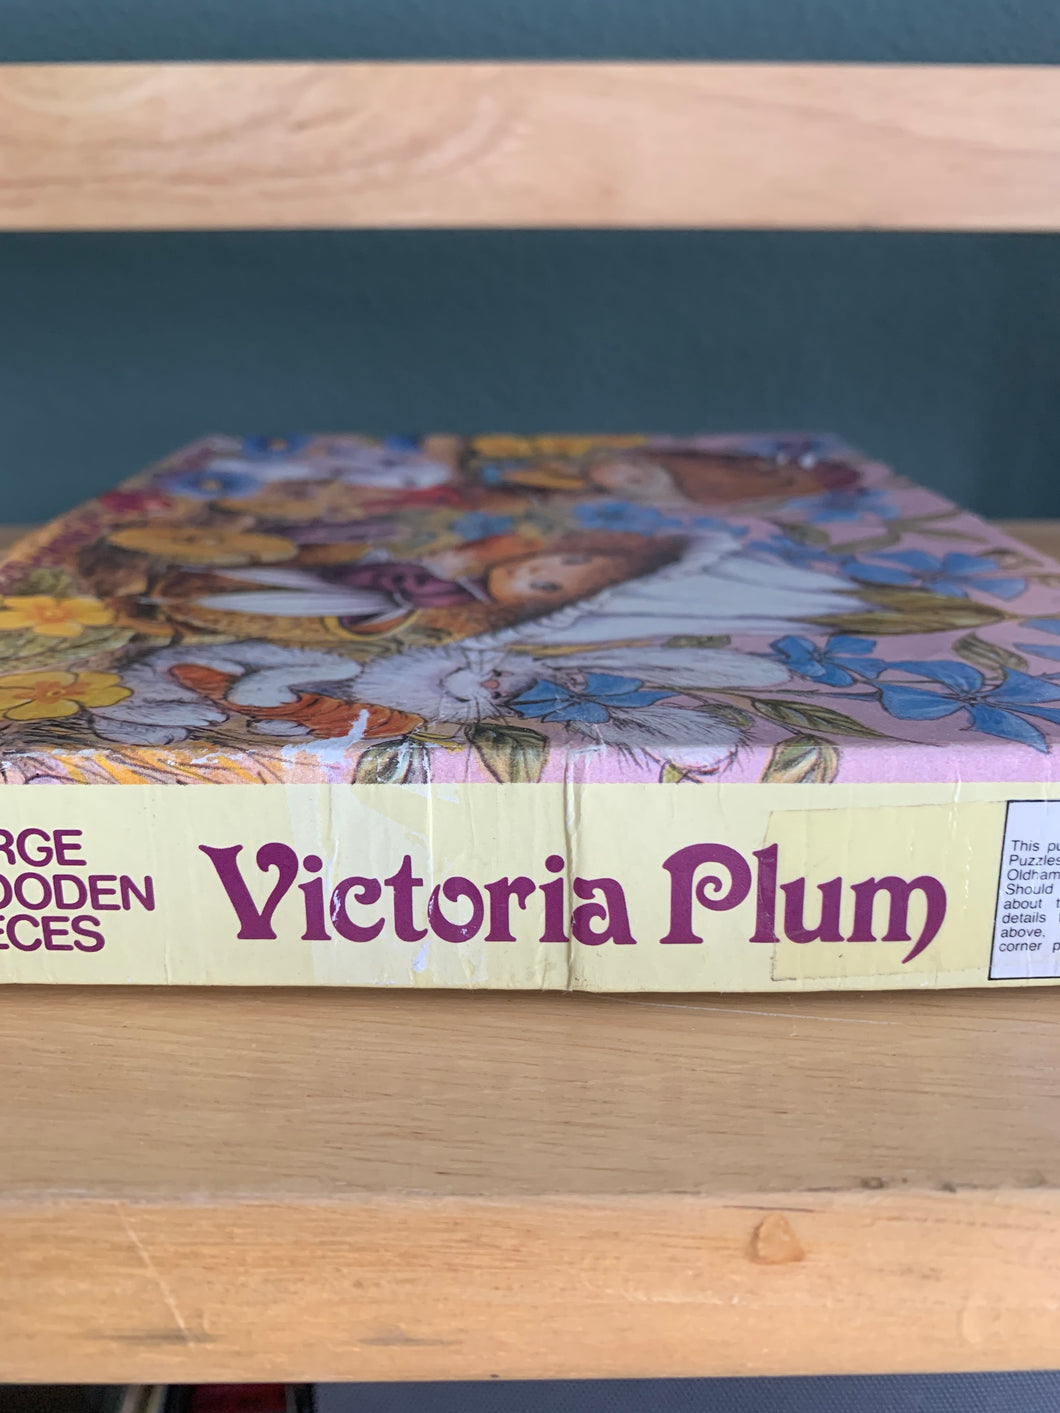 RGE
OODEN
ECES
Victoria Plum
This pu
Puzzles
Oldham
Should
about t
details
above,
corner p